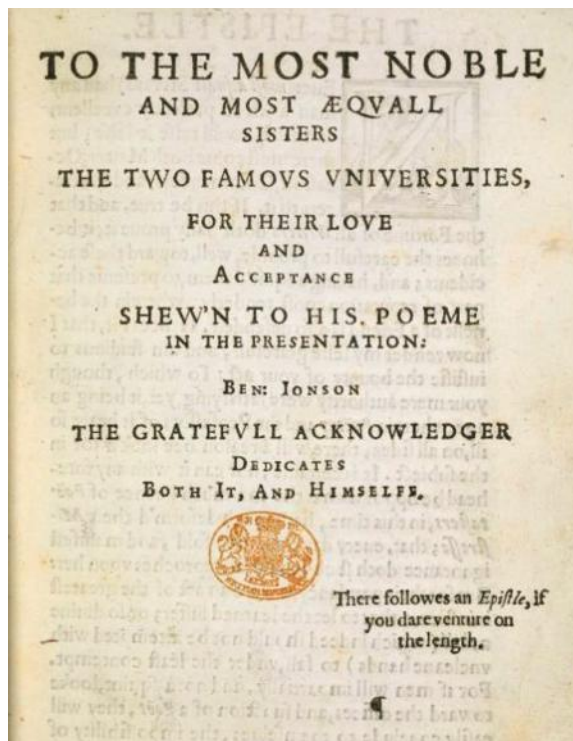 TO THE MOST NOBLE
AND MOST ÆQVALL
SISTERS
THE TWO FAMOVS VNIVERSITIES,
FOR THEIR LOVE
AND
ACCEPTANCE
SHEW'N TO HIS POEME
IN THE PRESENTATION:
BEN: IONSON
THE GRATEFVLL ACKNOWLEDGER
DEDICATES
BOTH IT, AND HIMSELFE.
There followes an Epiſtle, if
you dare venture on
the length.
¶